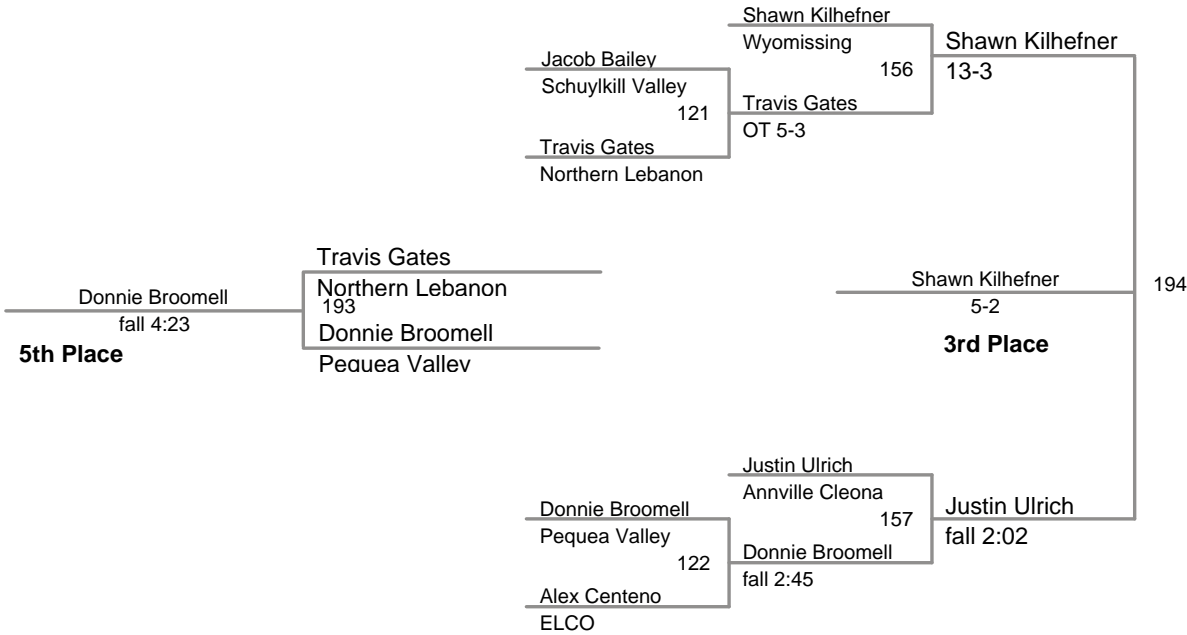 Shawn Kilhefner
Wyomissing
156
Shawn Kilhefner
13-3
Jacob Bailey
Schuylkill Valley
121
Travis Gates
OT 5-3
Travis Gates
Northern Lebanon
Travis Gates
Northern Lebanon
193
Donnie Broomell
fall 4:23
5th Place
Donnie Broomell
Pequea Valley
Shawn Kilhefner
5-2
194
3rd Place
Justin Ulrich
Annville Cleona
157
Justin Ulrich
fall 2:02
Donnie Broomell
Pequea Valley
122
Donnie Broomell
fall 2:45
Alex Centeno
ELCO